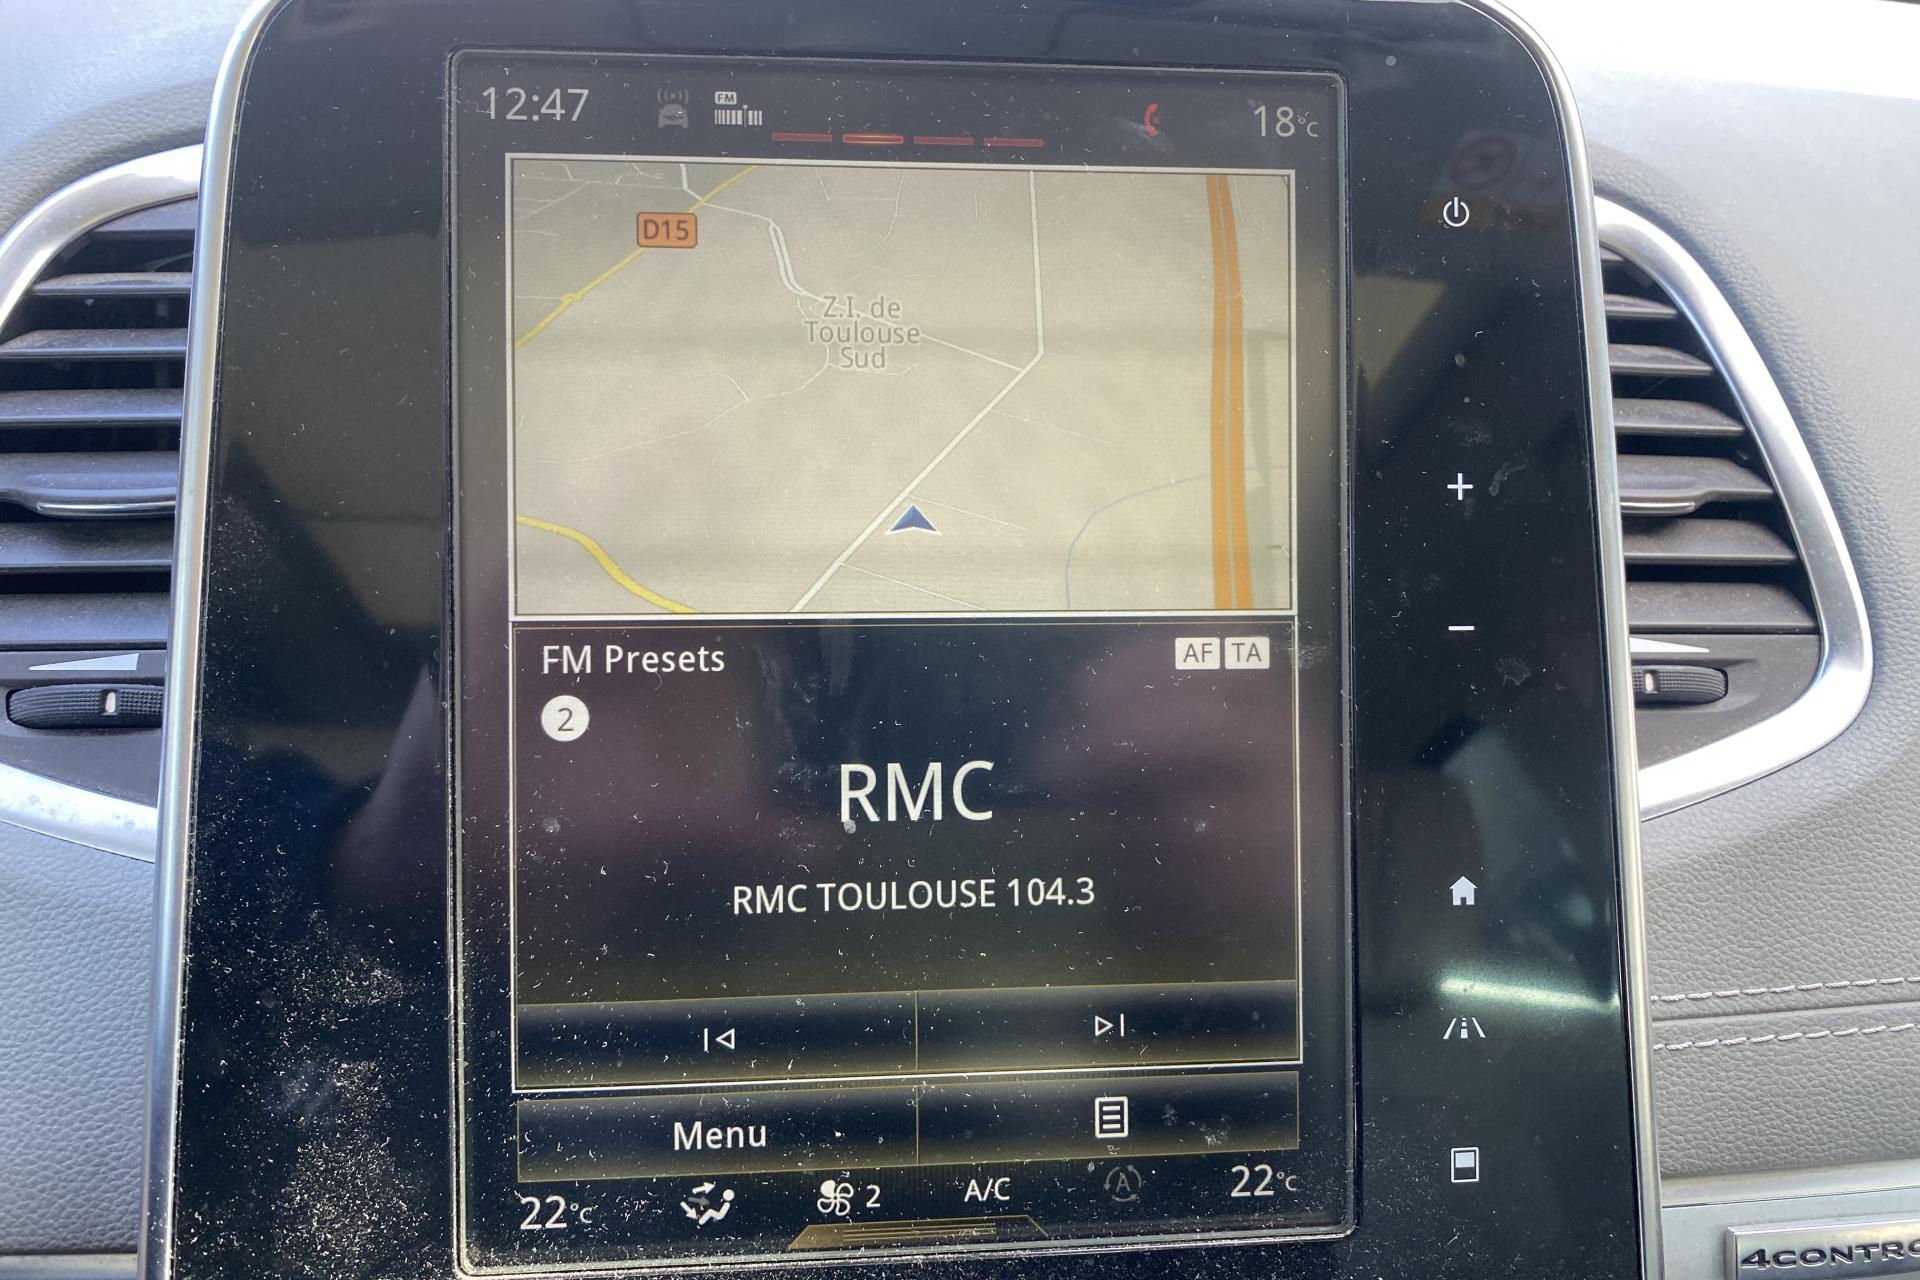 12:47
FM
18°C
D15
Z.I. de
Toulouse
Sud
FM Presets
AF TA
2
RMC
RMC TOULOUSE 104.3
Menu
22°C
2
A/C
A
22°C
4CONTRO